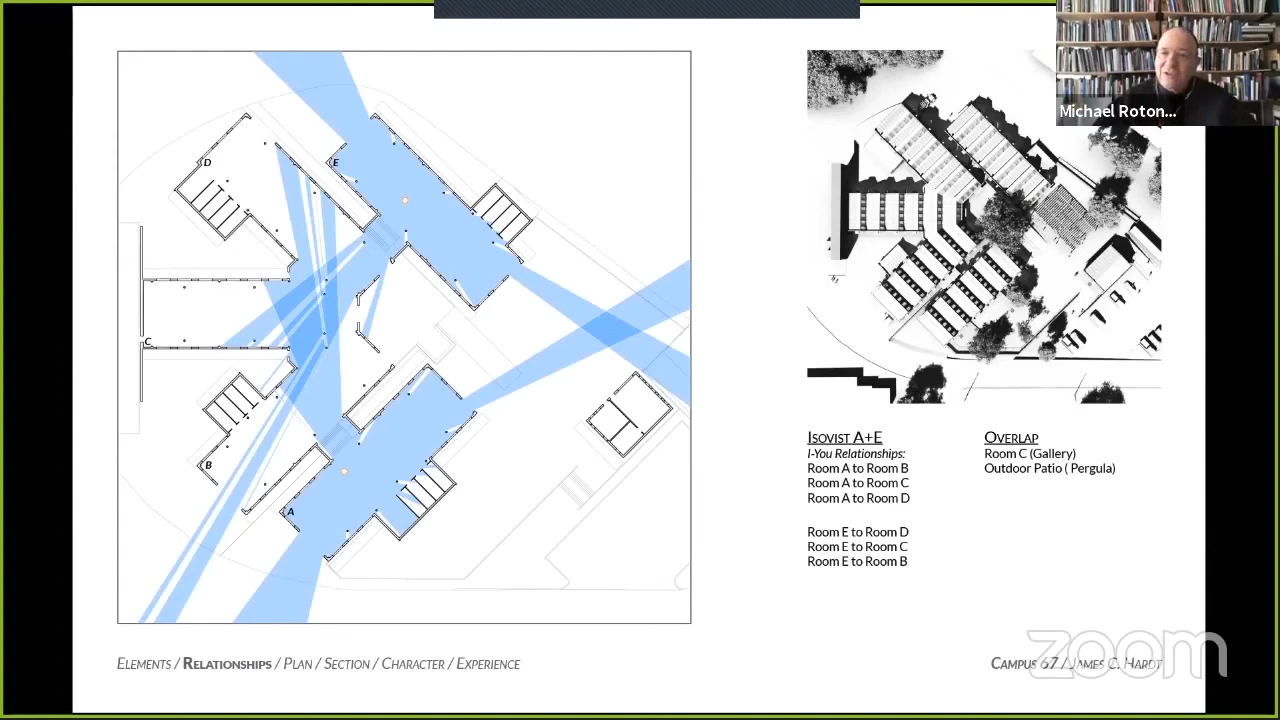 Michael Roton...
D
E
C
B
A
ISOVIST A+E
I-You Relationships:
Room A to Room B
Room A to Room C
Room A to Room D
Room E to Room D
Room E to Room C
Room E to Room B
OVERLAP
Room C (Gallery)
Outdoor Patio ( Pergula)
ELEMENTS / RELATIONSHIPS / PLAN / SECTION / CHARACTER / EXPERIENCE
CAMPUS 67 / JAMES C. HARDT
zoom